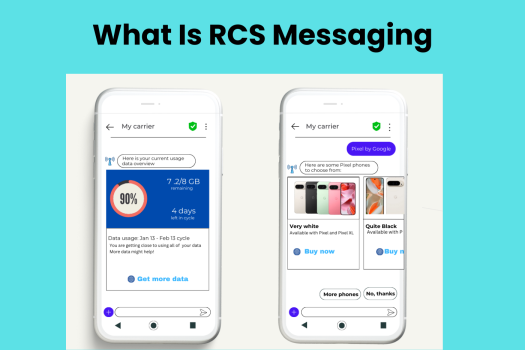 What Is RCS Messaging
My carrier
Here is your current usage
data overview
90%
7 .2/8 GB
remaining
4 days
left in cycle
Data usage: Jan 13 - Feb 13 cycle
You are getting close to using all of your data
More data might help!
Get more data
My carrier
Pixel by Google
Here are some Pixel phones
to choose from
Very white
Available with Pixel and Pixel XL
Buy now
Quite Black
Available with P
Buy n
More phones
No, thanks